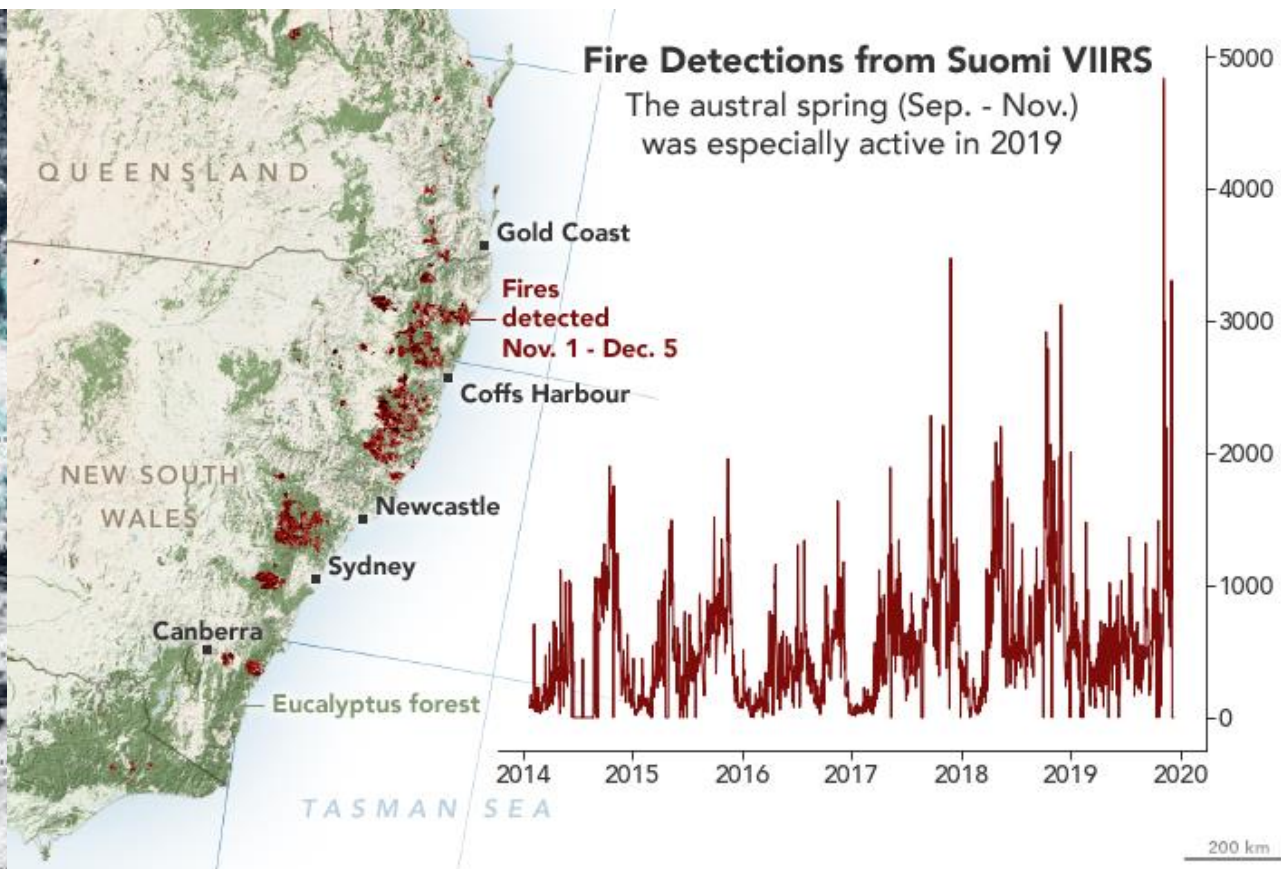 Fire Detections from Suomi VIIRS
The austral spring (Sep. - Nov.)
was especially active in 2019
QUEENSLAND
Gold Coast
Fires
detected
Nov. 1 - Dec. 5
Coffs Harbour
NEW SOUTH
WALES
Newcastle
Sydney
Canberra
Eucalyptus forest
TASMAN SEA
5000
4000
3000
2000
1000
0
2014 2015 2016 2017 2018 2019 2020
200 km